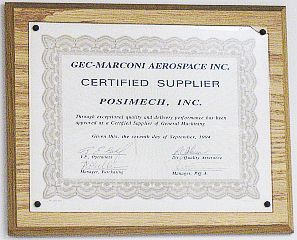 GEC-MARCONI AEROSPACE INC.
CERTIFIED SUPPLIER
POSIMECH, INC.
Through exceptional quality and delivery performance has been
approved as a Certified Supplier of General Machining
Given this, the seventh day of September, 1994
V.P., Operations
Dir., Quality Assurance
Manager, Purchasing
Manager,